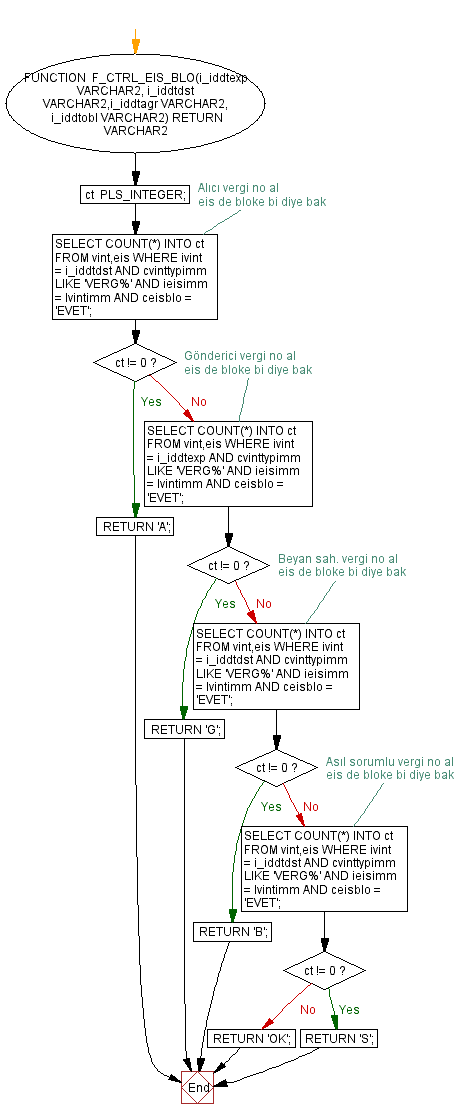 FUNCTION F_CTRL_EIS_BLO(i_iddtexp
VARCHAR2, i_iddtdst
VARCHAR2,i_iddtagr VARCHAR2,
i_iddtobl VARCHAR2) RETURN
VARCHAR2
ct PLS_INTEGER;
Alıcı vergi no al
eis de bloke bi diye bak
SELECT COUNT(*) INTO ct
FROM vint,eis WHERE ivint
= i_iddtdst AND cvinttypimm
LIKE 'VERG%' AND ieisimm
= lvintimm AND ceisblo =
'EVET';
ct != 0 ?
Gönderici vergi no al
eis de bloke bi diye bak
Yes
No
SELECT COUNT(*) INTO ct
FROM vint,eis WHERE ivint
= i_iddtexp AND cvinttypimm
LIKE 'VERG%' AND ieisimm
= lvintimm AND ceisblo =
'EVET';
RETURN 'A';
ct != 0 ?
Beyan sah. vergi no al
eis de bloke bi diye bak
Yes
No
SELECT COUNT(*) INTO ct
FROM vint,eis WHERE ivint
= i_iddtdst AND cvinttypimm
LIKE 'VERG%' AND ieisimm
= lvintimm AND ceisblo =
'EVET';
RETURN 'G';
ct != 0 ?
Asıl sorumlu vergi no al
eis de bloke bi diye bak
Yes
No
SELECT COUNT(*) INTO ct
FROM vint,eis WHERE ivint
= i_iddtdst AND cvinttypimm
LIKE 'VERG%' AND ieisimm
= lvintimm AND ceisblo =
'EVET';
RETURN 'B';
ct != 0 ?
No
Yes
RETURN 'OK';
RETURN 'S';
End